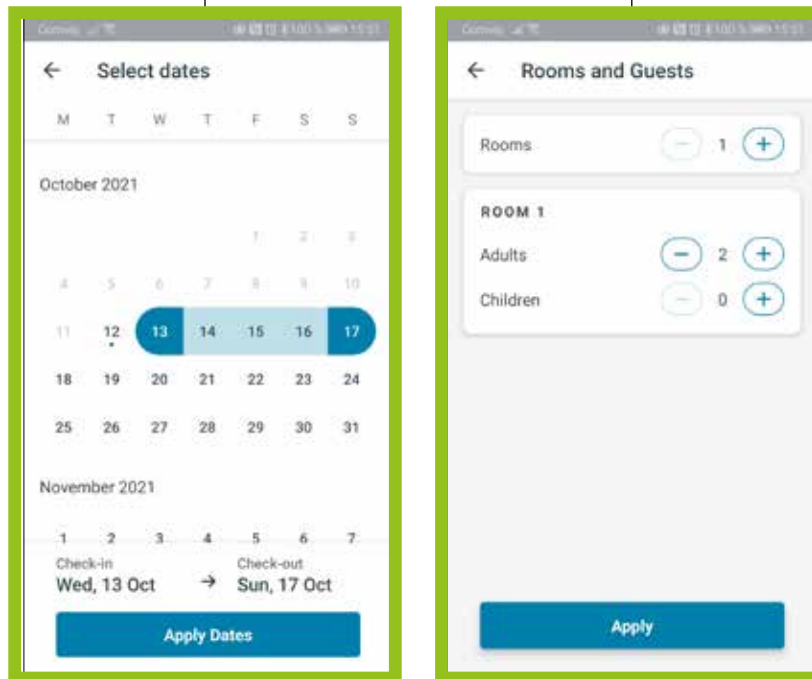 Select dates
M T W T F S S
October 2021
1 2 3
4 5 6 7 8 9 10
11 12 13 14 15 16 17
18 19 20 21 22 23 24
25 26 27 28 29 30 31
November 2021
1 2 3 4 5 6 7
Check-in Check-out
Wed, 13 Oct → Sun, 17 Oct
Apply Dates
Rooms and Guests
Rooms − 1 +
ROOM 1
Adults − 2 +
Children − 0 +
Apply